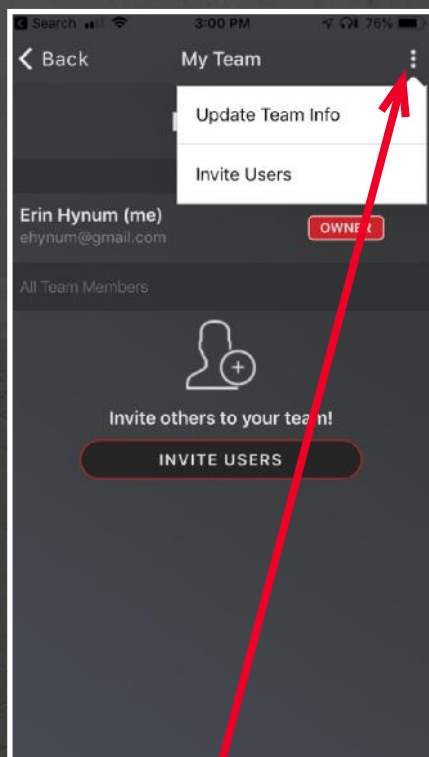 Search 3:00 PM 76%
Back My Team
Update Team Info
Invite Users
Erin Hynum (me)
ehynum@gmail.com
OWNER
All Team Members
Invite others to your team!
INVITE USERS